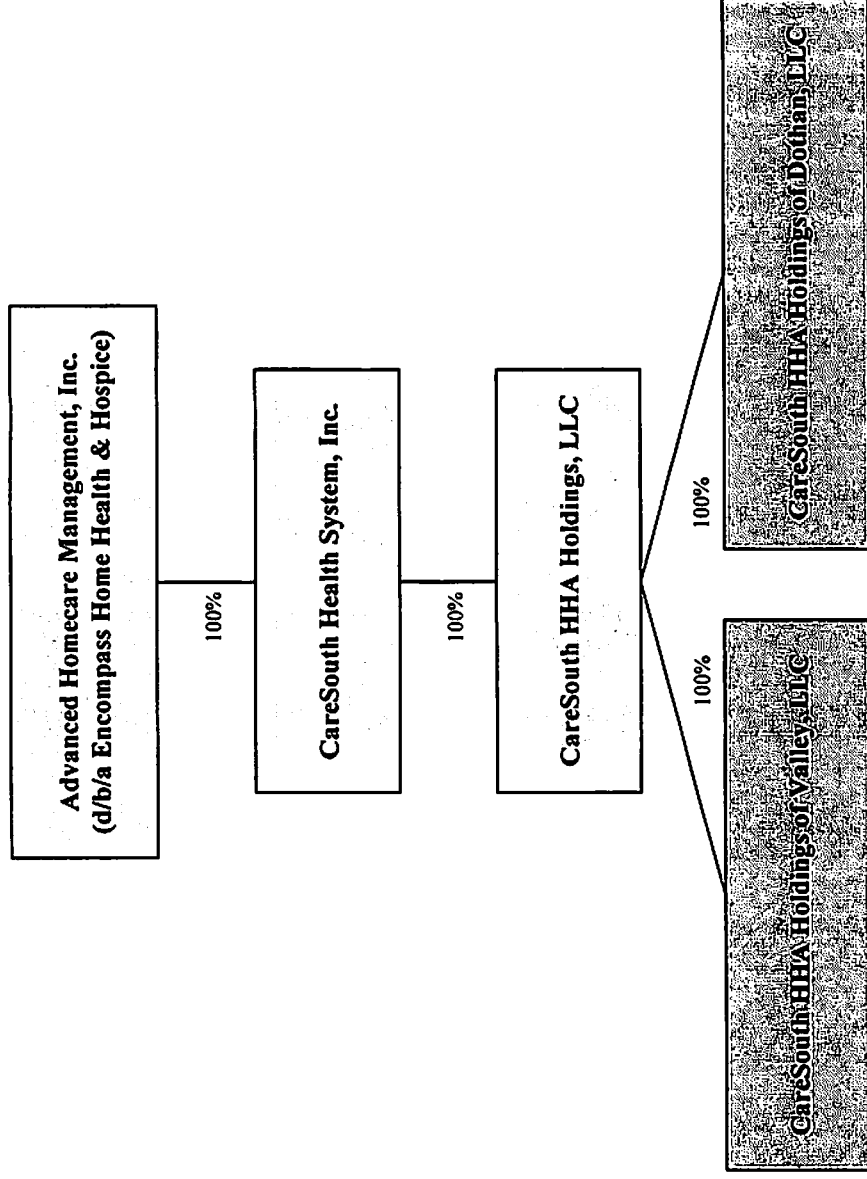 Advanced Homecare Management, Inc.
(d/b/a Encompass Home Health & Hospice)
100%
CareSouth Health System, Inc.
100%
CareSouth HHA Holdings, LLC
100%
100%
CareSouth HHA Holdings of Valley, LLC
CareSouth HHA Holdings of Dothan, LLC